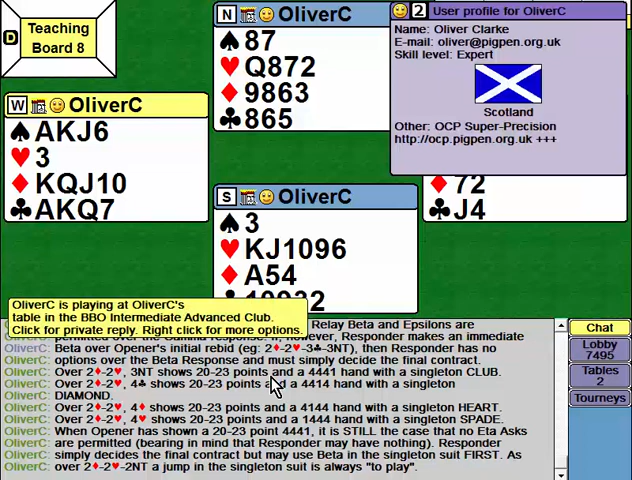 D
Teaching
Board 8
N
OliverC
♠ 87
♥ Q872
♦ 9863
♣ 865
2 User profile for OliverC
Name: Oliver Clarke
E-mail: oliver@pigpen.org.uk
Skill level: Expert
Scotland
Other: OCP Super-Precision
http://ocp.pigpen.org.uk +++
W
OliverC
♠ AKJ6
♥ 3
♦ KQJ10
♣ AKQ7
♦ 72
♣ J4
S
OliverC
♠ 3
♥ KJ1096
♦ A54
OliverC is playing at OliverC's
table in the BBO Intermediate Advanced Club.
Click for private reply. Right click for more options.
Relay Beta and Epsilons are
however, Responder makes an immediate
OliverC: Beta over Opener's initial rebid (eg: 2♦-2♥-3♣-3NT), then Responder has no
OliverC: options over the Beta Response and must simply decide the final contract.
OliverC: Over 2♦-2♥, 3NT shows 20-23 points and a 4441 hand with a singleton CLUB.
OliverC: Over 2♦-2♥, 4♣ shows 20-23 points and a 4414 hand with a singleton
OliverC: DIAMOND.
OliverC: Over 2♦-2♥, 4♦ shows 20-23 points and a 4144 hand with a singleton HEART.
OliverC: Over 2♦-2♥, 4♥ shows 20-23 points and a 1444 hand with a singleton SPADE.
OliverC: When Opener has shown a 20-23 point 4441, it is STILL the case that no Eta Asks
OliverC: are permitted (bearing in mind that Responder may have nothing). Responder
OliverC: simply decides the final contract but may use Beta in the singleton suit FIRST. As
OliverC: over 2♦-2♥-2NT a jump in the singleton suit is always "to play".
Chat
Lobby
7495
Tables
2
Tourneys